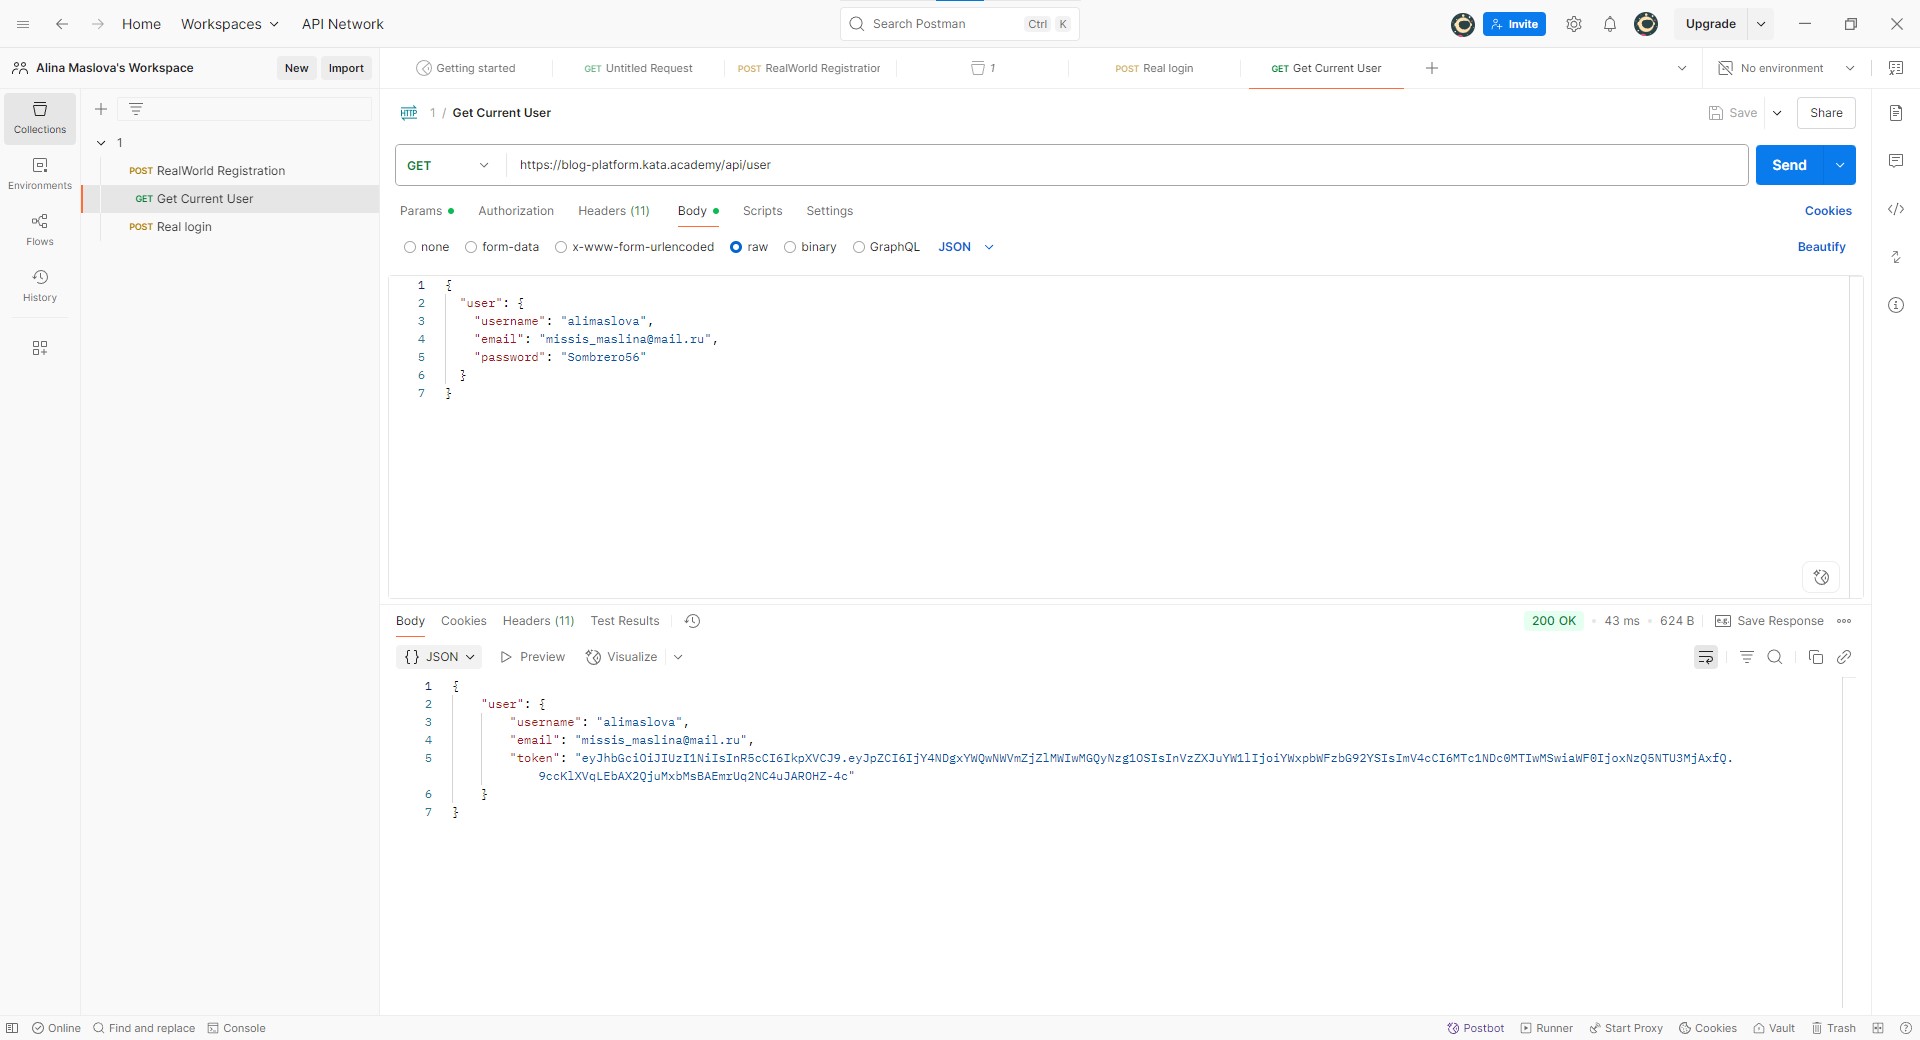 Home Workspaces API Network Search Postman Ctrl K Invite Upgrade
Alina Maslova's Workspace New Import Getting started GET Untitled Request POST RealWorld Registration 1 POST Real login GET Get Current User No environment
Collections
Environments
Flows
History
1
POST RealWorld Registration
GET Get Current User
POST Real login
HTTP 1 / Get Current User Save Share
GET https://blog-platform.kata.academy/api/user Send
Params Authorization Headers (11) Body Scripts Settings Cookies
none form-data x-www-form-urlencoded raw binary GraphQL JSON Beautify
1 {
2 "user": {
3 "username": "alimaslova",
4 "email": "missis_maslina@mail.ru",
5 "password": "Sombrero56"
6 }
7 }
Body Cookies Headers (11) Test Results 200 OK 43 ms 624 B e.g. Save Response
{} JSON Preview Visualize
1 {
2 "user": {
3 "username": "alimaslova",
4 "email": "missis_maslina@mail.ru",
5 "token": "eyJhbGciOiJIUzI1NiIsInR5cCI6IkpXVCJ9.eyJpZCI6IjY4NDgxYWQwNWVmZjZlMWIwMGQyNzg1OSIsInVzZXJuYW1lIjoiYWxpbWFzbG92YSIsImV4cCI6MTc1NDc0MTIwMSwiaWF0IjoxNzQ5NTU3MjAxfQ.
9ccKlXVqLEbAX2QjuMxbMsBAEmrUq2NC4uJAROHZ-4c"
6 }
7 }
Online Find and replace Console Postbot Runner Start Proxy Cookies Vault Trash